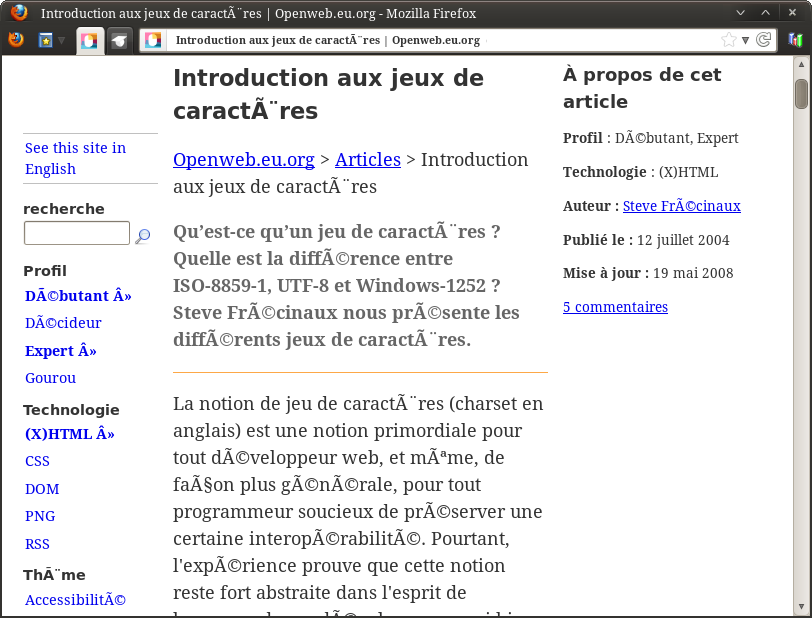 Introduction aux jeux de caractÃ¨res | Openweb.eu.org - Mozilla Firefox
Introduction aux jeux de caractÃ¨res | Openweb.eu.org
See this site in
English
recherche
Profil
DÃ©butant Â»
DÃ©cideur
Expert Â»
Gourou
Technologie
(X)HTML Â»
CSS
DOM
PNG
RSS
ThÃ¨me
AccessibilitÃ©
Introduction aux jeux de
caractÃ¨res
Openweb.eu.org > Articles > Introduction
aux jeux de caractÃ¨res
Qu’est-ce qu’un jeu de caractÃ¨res ?
Quelle est la diffÃ©rence entre
ISO-8859-1, UTF-8 et Windows-1252 ?
Steve FrÃ©cinaux nous prÃ©sente les
diffÃ©rents jeux de caractÃ¨res.
La notion de jeu de caractÃ¨res (charset en
anglais) est une notion primordiale pour
tout dÃ©veloppeur web, et mÃªme, de
faÃ§on plus gÃ©nÃ©rale, pour tout
programmeur soucieux de prÃ©server une
certaine interopÃ©rabilitÃ©. Pourtant,
l'expÃ©rience prouve que cette notion
reste fort abstraite dans l'esprit de
À propos de cet
article
Profil : DÃ©butant, Expert
Technologie : (X)HTML
Auteur : Steve FrÃ©cinaux
Publié le : 12 juillet 2004
Mise à jour : 19 mai 2008
5 commentaires